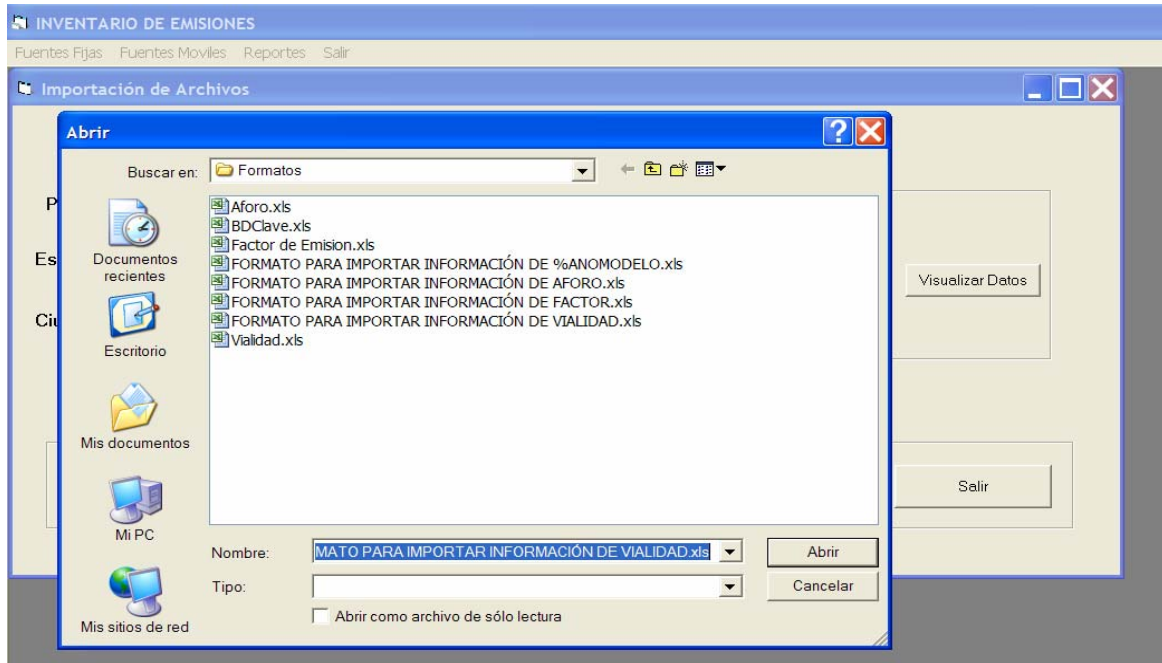 INVENTARIO DE EMISIONES
Fuentes Fijas Fuentes Moviles Reportes Salir
Importación de Archivos
Abrir
Buscar en: Formatos
P
Es
Ciu
Documentos recientes
Escritorio
Mis documentos
Mi PC
Mis sitios de red
Aforo.xls
BDClave.xls
Factor de Emision.xls
FORMATO PARA IMPORTAR INFORMACIÓN DE %ANOMODELO.xls
FORMATO PARA IMPORTAR INFORMACIÓN DE AFORO.xls
FORMATO PARA IMPORTAR INFORMACIÓN DE FACTOR.xls
FORMATO PARA IMPORTAR INFORMACIÓN DE VIALIDAD.xls
Vialidad.xls
Nombre: MATO PARA IMPORTAR INFORMACIÓN DE VIALIDAD.xls Abrir
Tipo: Cancelar
Abrir como archivo de sólo lectura
Visualizar Datos
Salir